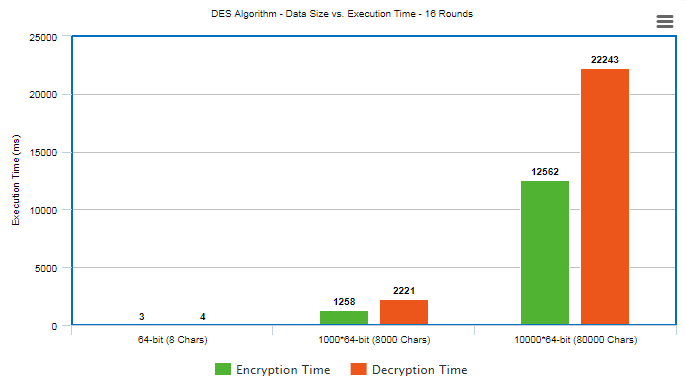 DES Algorithm - Data Size vs. Execution Time - 16 Rounds
25000
20000
15000
10000
5000
0
Execution Time (ms)
3
4
1258
2221
12562
22243
64-bit (8 Chars)
1000*64-bit (8000 Chars)
10000*64-bit (80000 Chars)
Encryption Time
Decryption Time